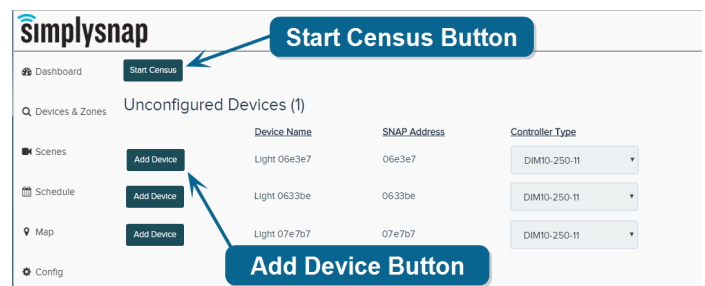 simplysnap
Start Census Button
Dashboard
Start Census
Devices & Zones
Unconfigured Devices (1)
Device Name SNAP Address Controller Type
Scenes
Add Device Light 06e3e7 06e3e7 DIM10-250-11
Schedule
Add Device Light 0633be 0633be DIM10-250-11
Map
Add Device Light 07e7b7 07e7b7 DIM10-250-11
Config
Add Device Button